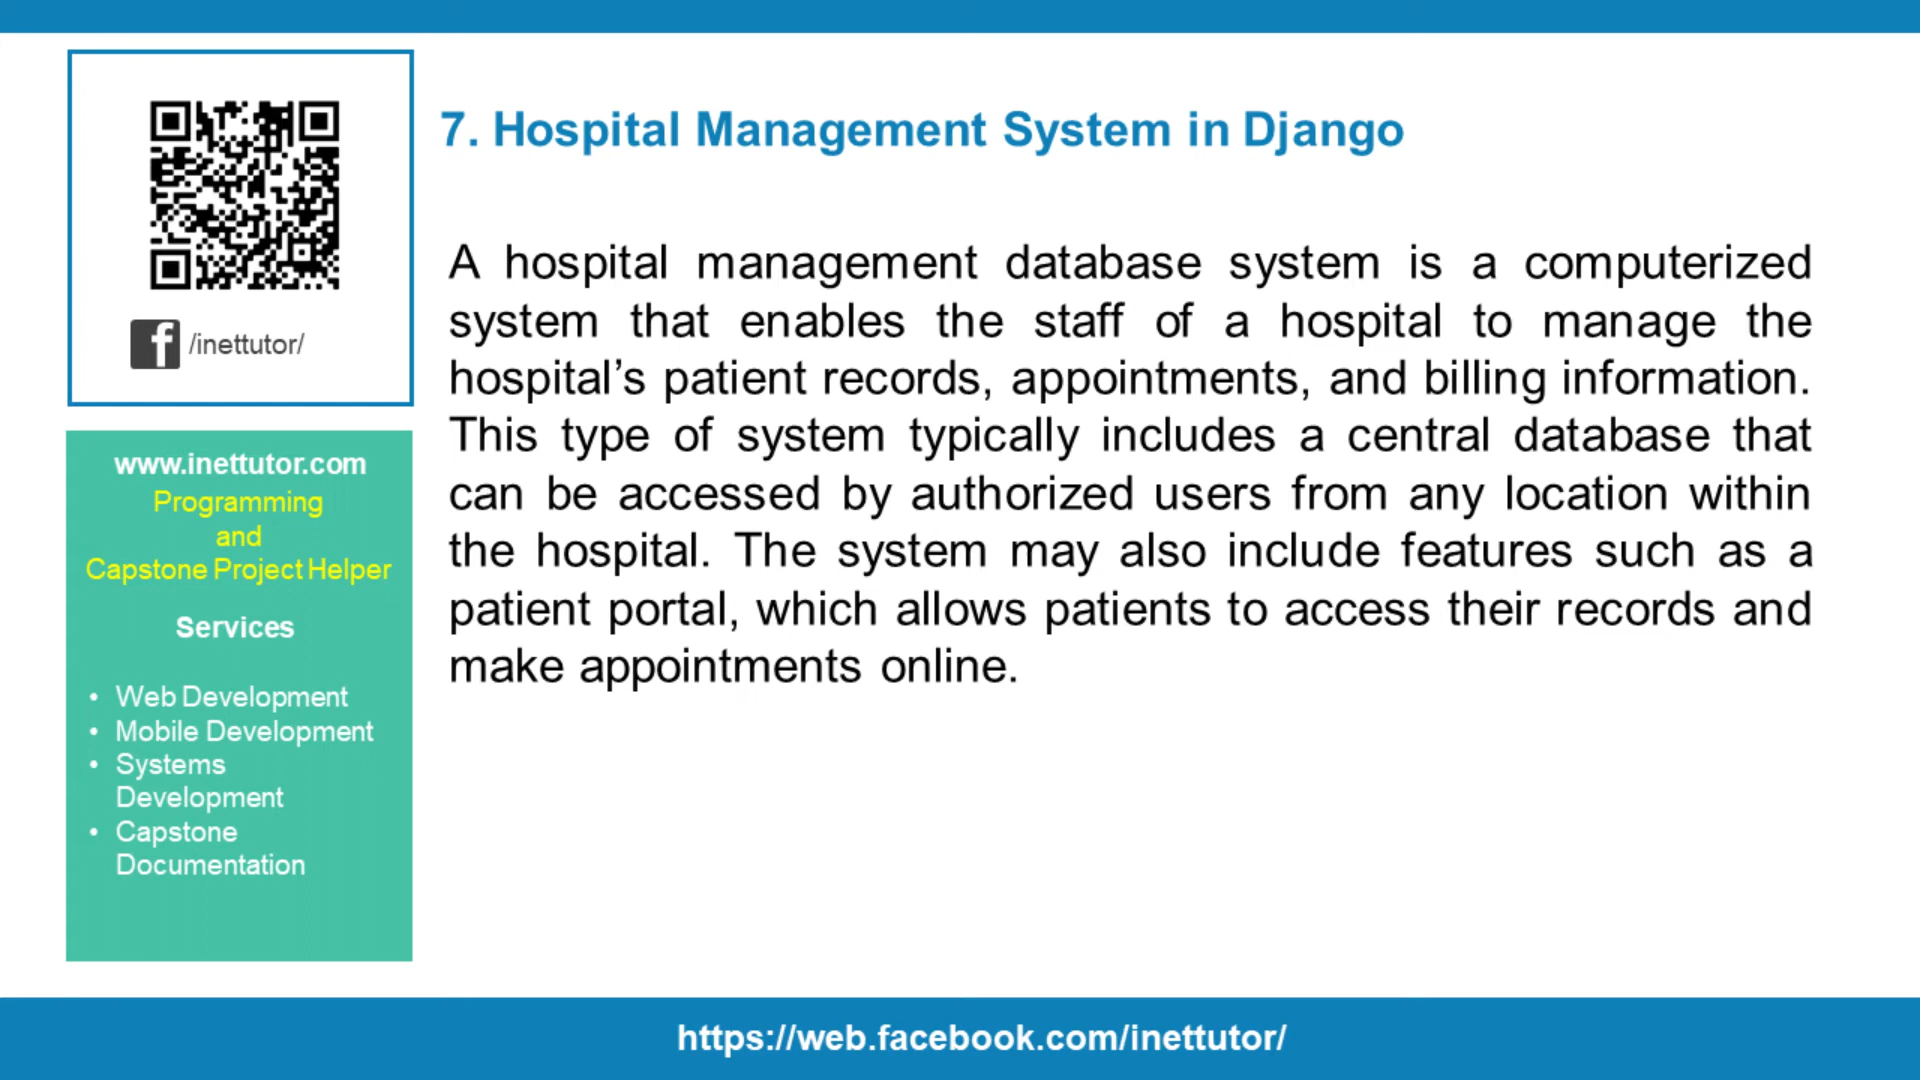 7. Hospital Management System in Django
A hospital management database system is a computerized
system that enables the staff of a hospital to manage the
hospital’s patient records, appointments, and billing information.
This type of system typically includes a central database that
can be accessed by authorized users from any location within
the hospital. The system may also include features such as a
patient portal, which allows patients to access their records and
make appointments online.
f /inettutor/
www.inettutor.com
Programming
and
Capstone Project Helper
Services
• Web Development
• Mobile Development
• Systems
Development
• Capstone
Documentation
https://web.facebook.com/inettutor/